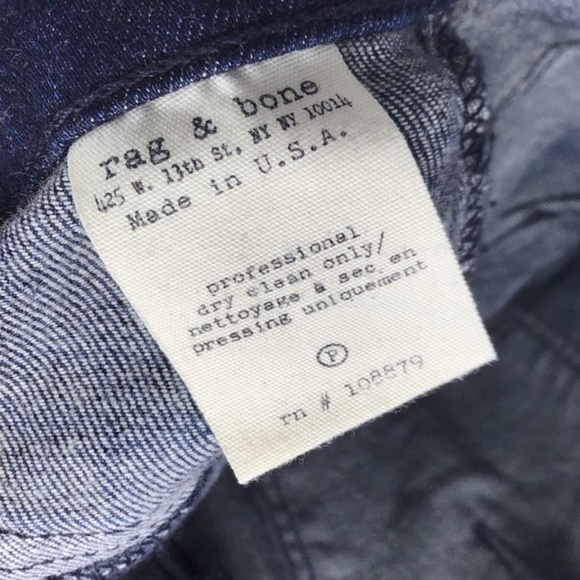 rag & bone
425 W. 13th St, NY NY 10014
Made in U.S.A.
professional
dry clean only/
nettoyage à sec en
pressing uniquement
P
rn # 108879